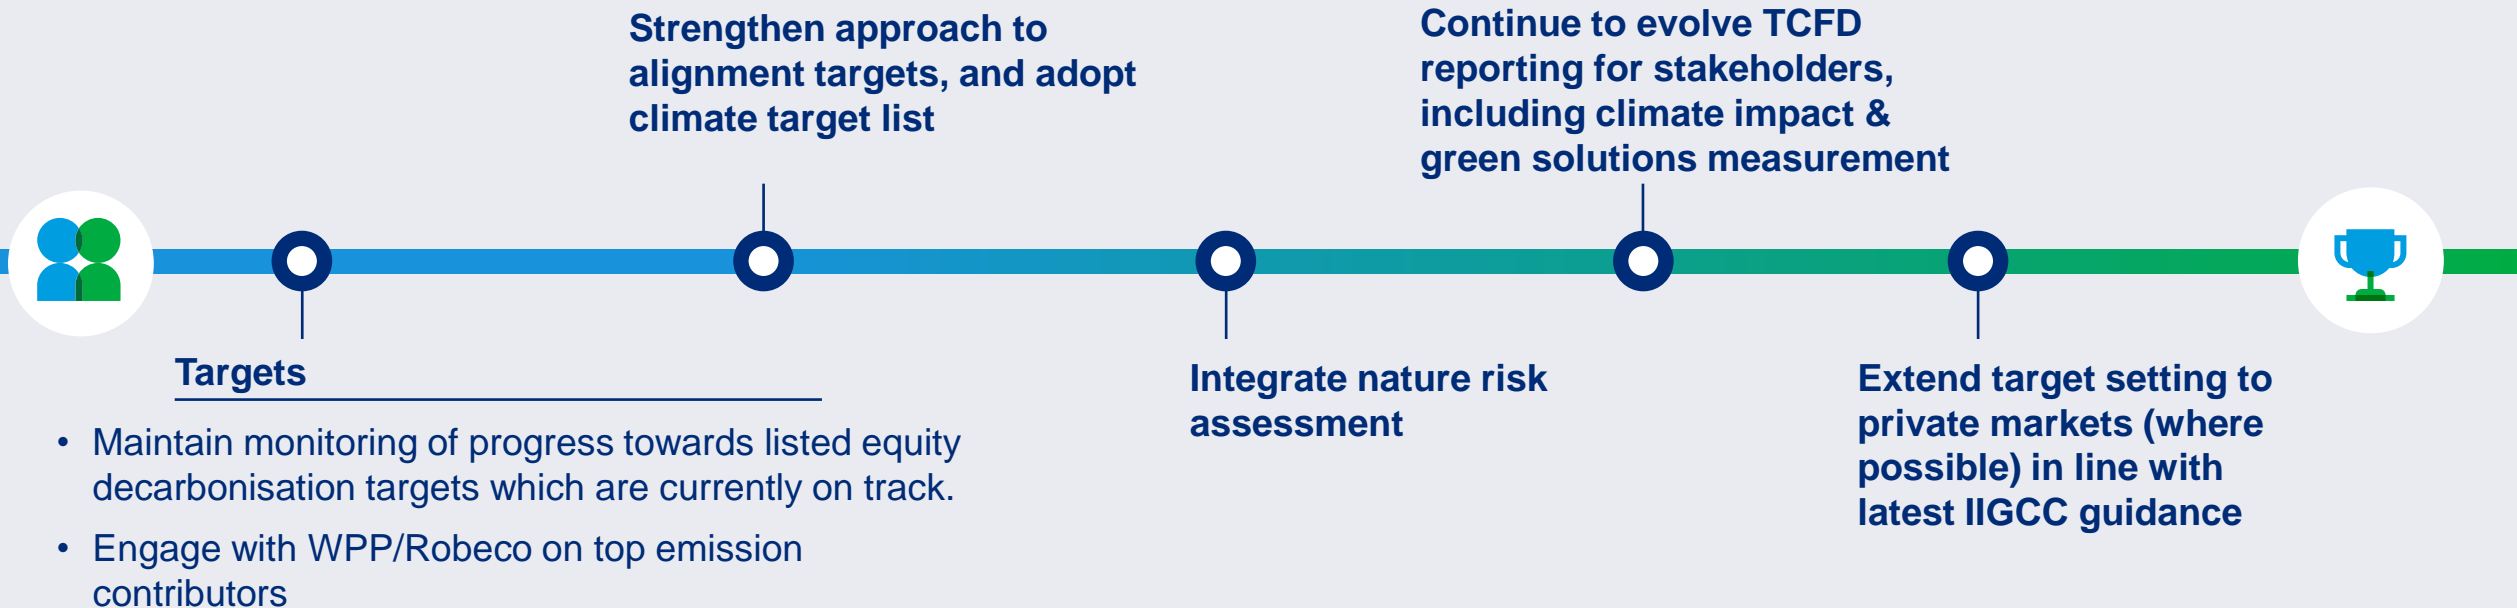 Strengthen approach to
alignment targets, and adopt
climate target list
Continue to evolve TCFD
reporting for stakeholders,
including climate impact &
green solutions measurement
Targets
• Maintain monitoring of progress towards listed equity
decarbonisation targets which are currently on track.
• Engage with WPP/Robeco on top emission
contributors
Integrate nature risk
assessment
Extend target setting to
private markets (where
possible) in line with
latest IIGCC guidance